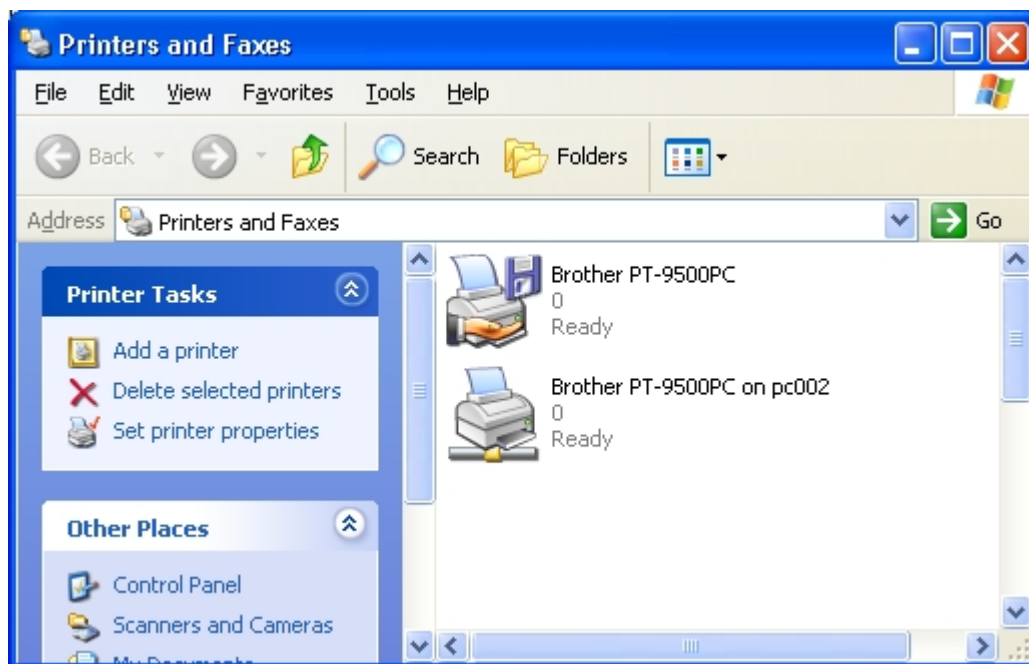 Printers and Faxes
File Edit View Favorites Tools Help
Back Search Folders
Address Printers and Faxes Go
Printer Tasks
Add a printer
Delete selected printers
Set printer properties
Other Places
Control Panel
Scanners and Cameras
My Documents
Brother PT-9500PC
0
Ready
Brother PT-9500PC on pc002
0
Ready